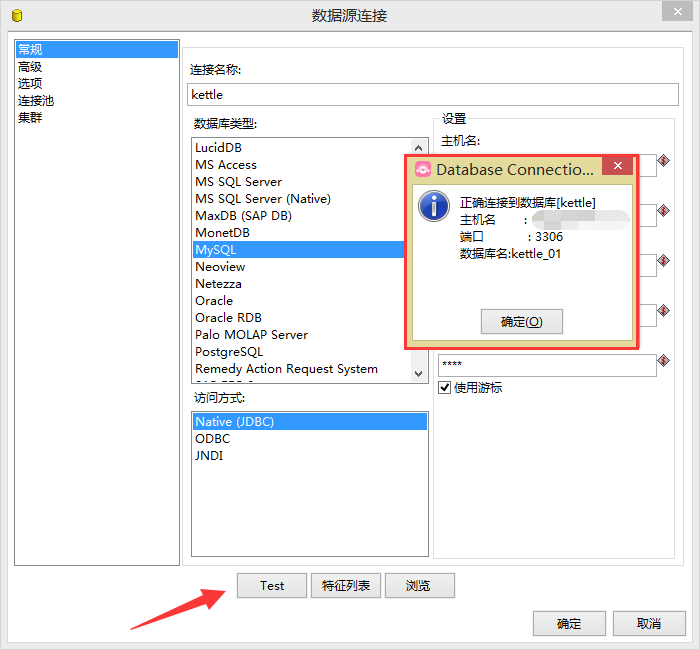 数据源连接
常规
高级
选项
连接池
集群
连接名称:
kettle
数据库类型:
LucidDB
MS Access
MS SQL Server
MS SQL Server (Native)
MaxDB (SAP DB)
MonetDB
MySQL
Neoview
Netezza
Oracle
Oracle RDB
Palo MOLAP Server
PostgreSQL
Remedy Action Request System
访问方式:
Native (JDBC)
ODBC
JNDI
设置
主机名:
Database Connectio...
正确连接到数据库[kettle]
主机名 :
端口 : 3306
数据库名:kettle_01
确定(O)
****
使用游标
Test
特征列表
浏览
确定
取消